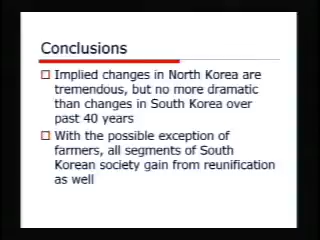 Conclusions
Implied changes in North Korea are
tremendous, but no more dramatic
than changes in South Korea over
past 40 years
With the possible exception of
farmers, all segments of South
Korean society gain from reunification
as well